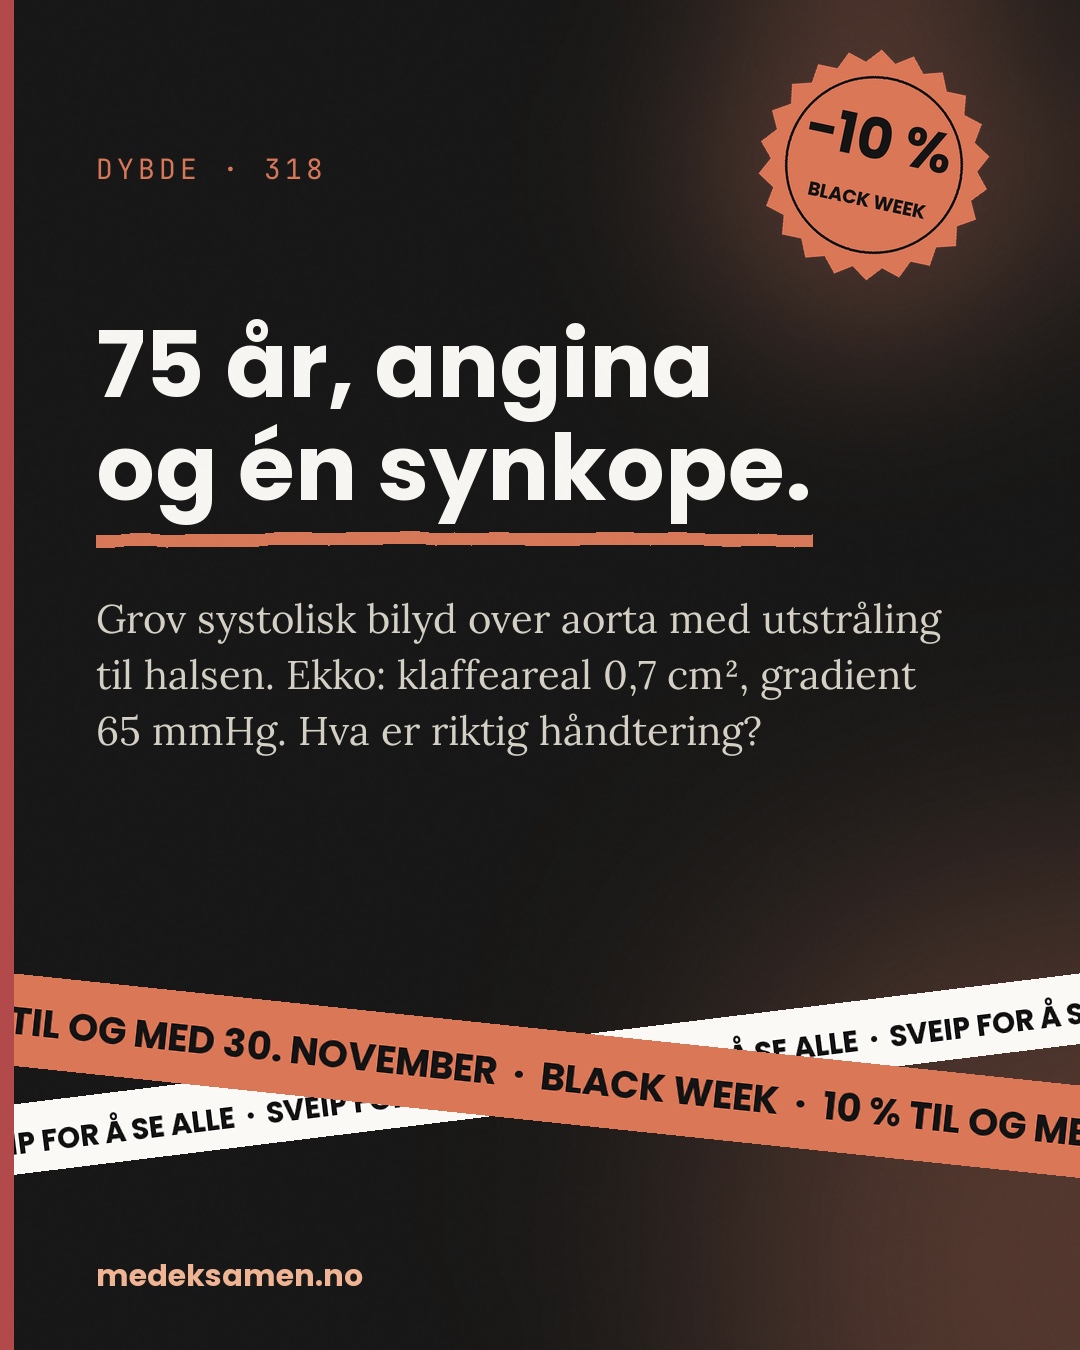 DYBDE · 318
−10 %
BLACK WEEK
75 år, angina
og én synkope.
Grov systolisk bilyd over aorta med utstråling
til halsen. Ekko: klaffeareal 0,7 cm², gradient
65 mmHg. Hva er riktig håndtering?
TIL OG MED 30. NOVEMBER · BLACK WEEK · 10 % TIL OG
SE ALLE · SVEIP FOR Å
FOR Å SE ALLE · SVEIP
medeksamen.no